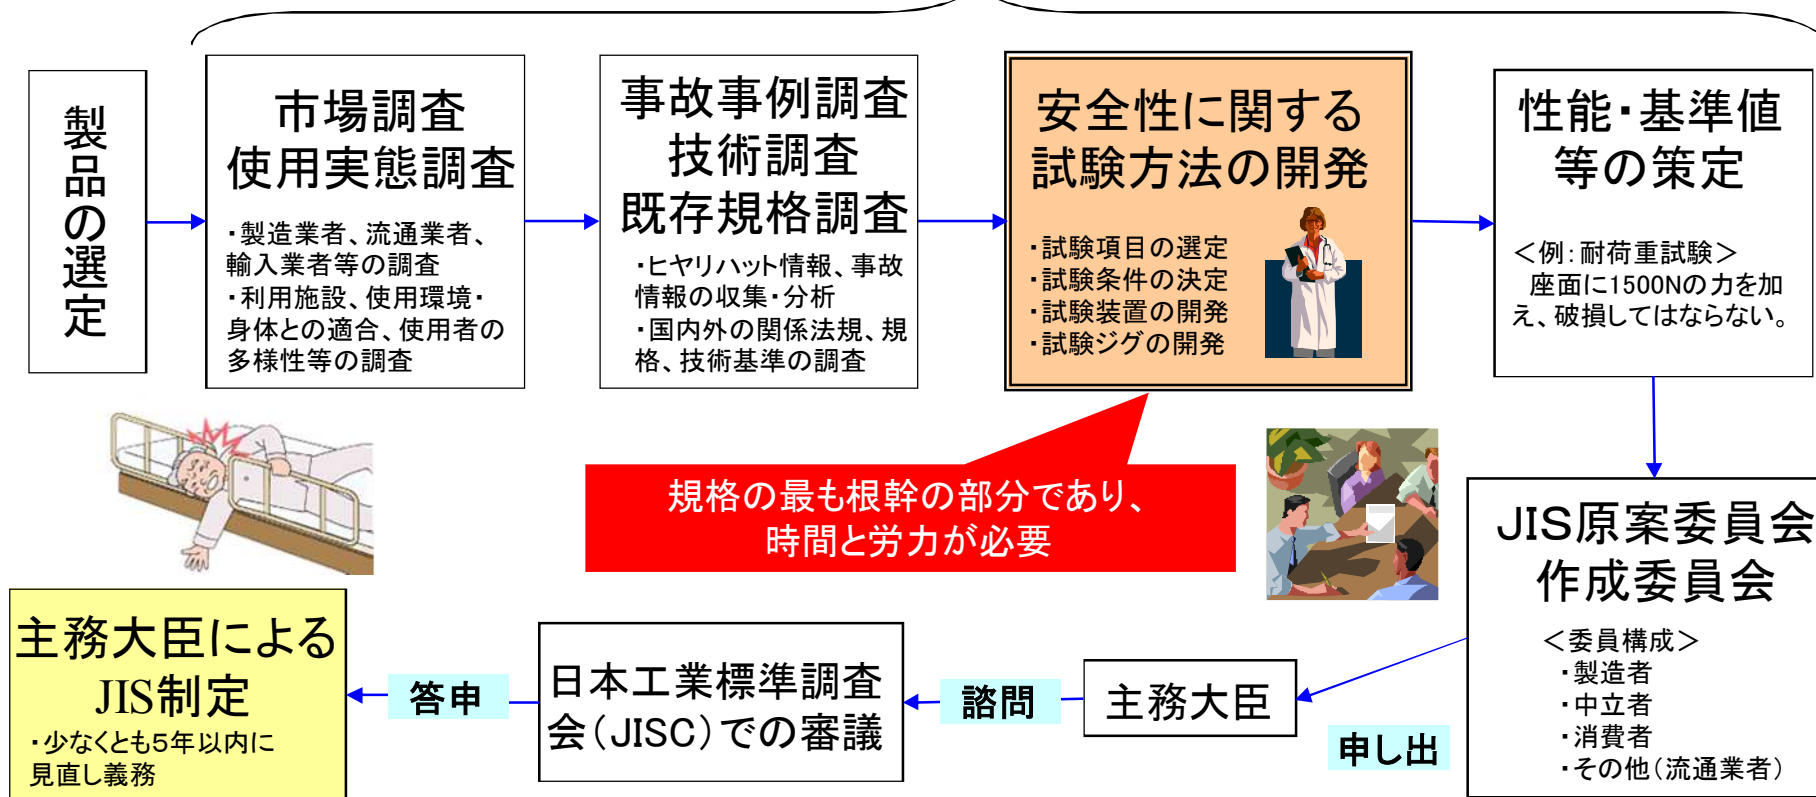 製品の選定
市場調査
使用実態調査
・製造業者、流通業者、
輸入業者等の調査
・利用施設、使用環境・
身体との適合、使用者の
多様性等の調査
事故事例調査
技術調査
既存規格調査
・ヒヤリハット情報、事故
情報の収集・分析
・国内外の関係法規、規
格、技術基準の調査
安全性に関する
試験方法の開発
・試験項目の選定
・試験条件の決定
・試験装置の開発
・試験ジグの開発
性能・基準値
等の策定
＜例：耐荷重試験＞
座面に1500Nの力を加
え、破損してはならない。
規格の最も根幹の部分であり、
時間と労力が必要
JIS原案委員会
作成委員会
＜委員構成＞
・製造者
・中立者
・消費者
・その他（流通業者）
申し出
主務大臣
諮問
日本工業標準調査
会（JISC）での審議
答申
主務大臣による
JIS制定
・少なくとも5年以内に
見直し義務